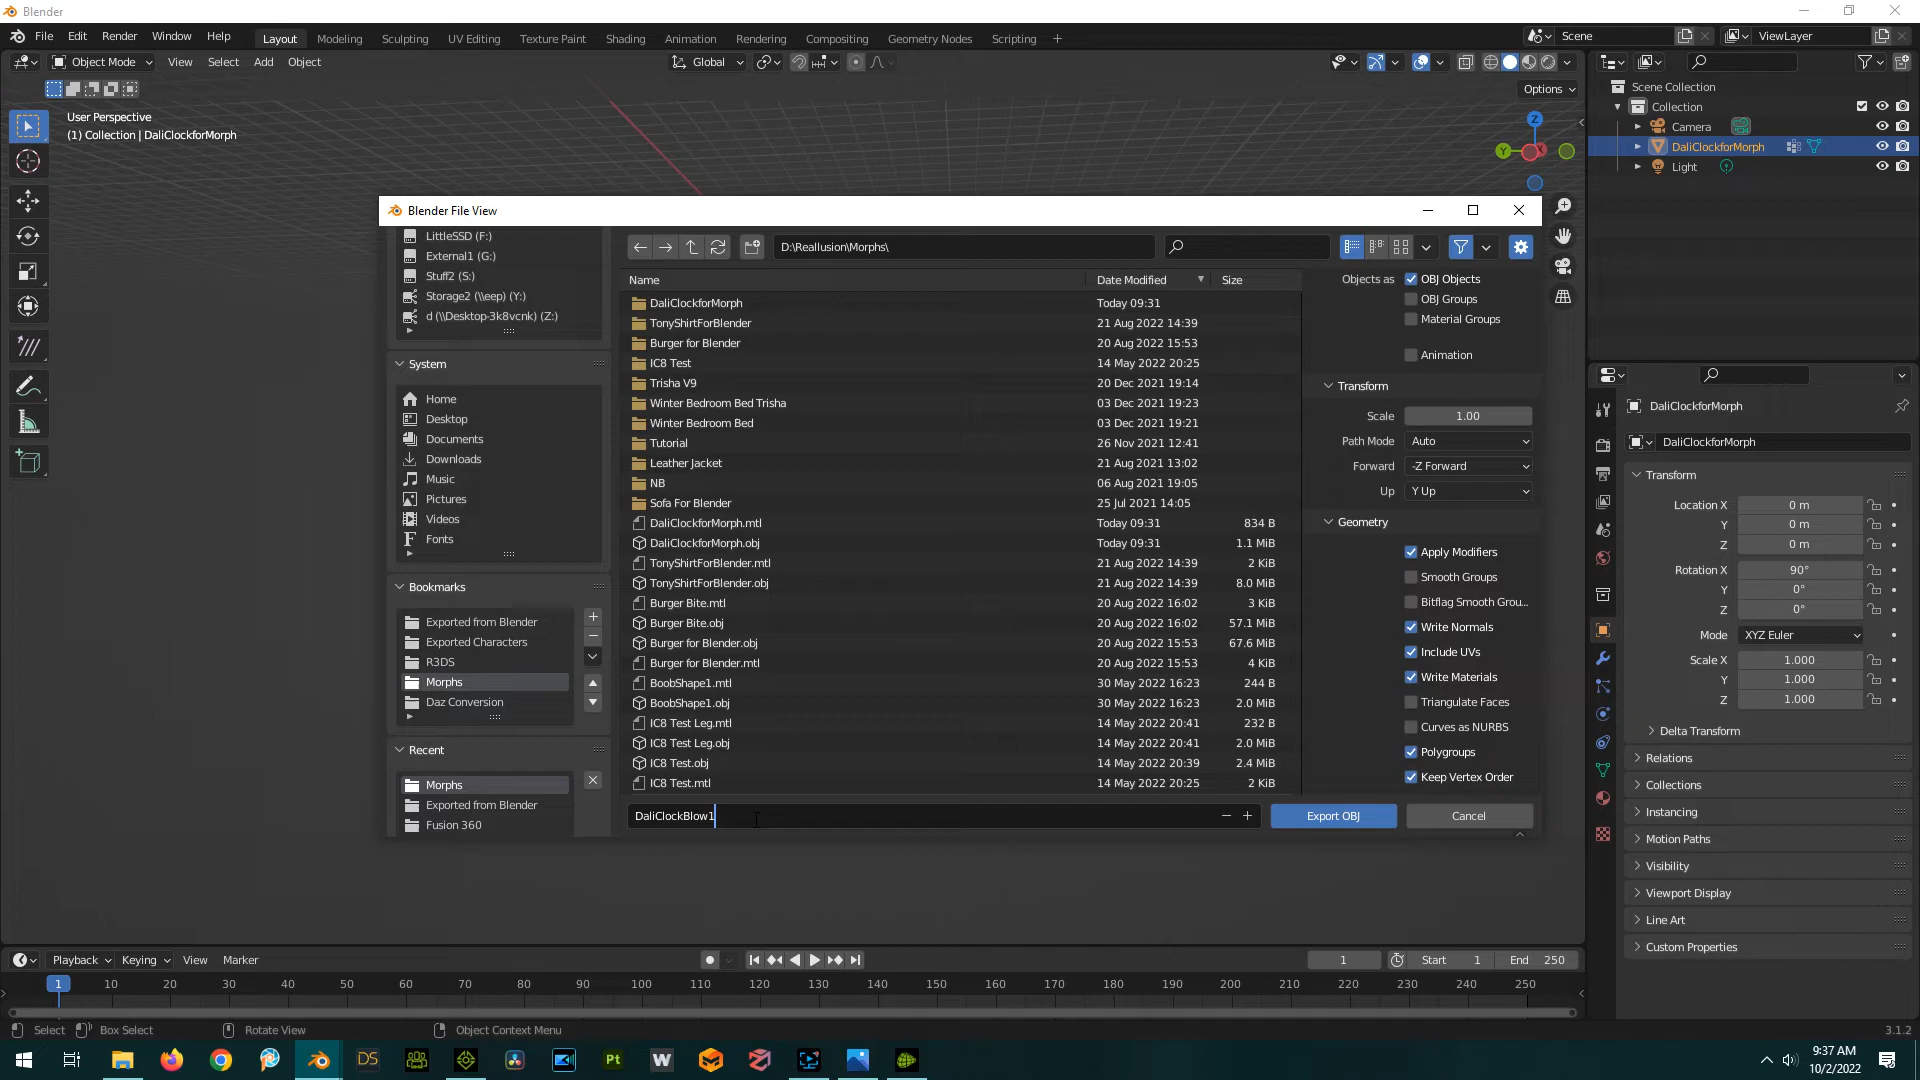 Blender
File Edit Render Window Help
Layout Modeling Sculpting UV Editing Texture Paint Shading Animation Rendering Compositing Geometry Nodes Scripting +
Scene
ViewLayer
Object Mode View Select Add Object
Global
Options
User Perspective
(1) Collection | DaliClockforMorph
Z
Y
X
Scene Collection
Collection
Camera
DaliClockforMorph
Light
Blender File View
LittleSSD (F:)
External1 (G:)
Stuff2 (S:)
Storage2 (\\eep) (Y:)
d (\\Desktop-3k8vcnk) (Z:)
System
Home
Desktop
Documents
Downloads
Music
Pictures
Videos
Fonts
Bookmarks
Exported from Blender
Exported Characters
R3DS
Morphs
Daz Conversion
Recent
Morphs
Exported from Blender
Fusion 360
D:\Reallusion\Morphs\
Name Date Modified Size
DaliClockforMorph Today 09:31
TonyShirtForBlender 21 Aug 2022 14:39
Burger for Blender 20 Aug 2022 15:53
IC8 Test 14 May 2022 20:25
Trisha V9 20 Dec 2021 19:14
Winter Bedroom Bed Trisha 03 Dec 2021 19:23
Winter Bedroom Bed 03 Dec 2021 19:21
Tutorial 26 Nov 2021 12:41
Leather Jacket 21 Aug 2021 13:02
NB 06 Aug 2021 19:05
Sofa For Blender 25 Jul 2021 14:05
DaliClockforMorph.mtl Today 09:31 834 B
DaliClockforMorph.obj Today 09:31 1.1 MiB
TonyShirtForBlender.mtl 21 Aug 2022 14:39 2 KiB
TonyShirtForBlender.obj 21 Aug 2022 14:39 8.0 MiB
Burger Bite.mtl 20 Aug 2022 16:02 3 KiB
Burger Bite.obj 20 Aug 2022 16:02 57.1 MiB
Burger for Blender.obj 20 Aug 2022 15:53 67.6 MiB
Burger for Blender.mtl 20 Aug 2022 15:53 4 KiB
BoobShape1.mtl 30 May 2022 16:23 244 B
BoobShape1.obj 30 May 2022 16:23 2.0 MiB
IC8 Test Leg.mtl 14 May 2022 20:41 232 B
IC8 Test Leg.obj 14 May 2022 20:41 2.0 MiB
IC8 Test.obj 14 May 2022 20:39 2.4 MiB
IC8 Test.mtl 14 May 2022 20:25 2 KiB
Objects as OBJ Objects
OBJ Groups
Material Groups
Animation
Transform
Scale 1.00
Path Mode Auto
Forward -Z Forward
Up Y Up
Geometry
Apply Modifiers
Smooth Groups
Bitflag Smooth Grou...
Write Normals
Include UVs
Write Materials
Triangulate Faces
Curves as NURBS
Polygroups
Keep Vertex Order
DaliClockBlow1 Export OBJ Cancel
DaliClockforMorph
DaliClockforMorph
Transform
Location X 0 m
Y 0 m
Z 0 m
Rotation X 90°
Y 0°
Z 0°
Mode XYZ Euler
Scale X 1.000
Y 1.000
Z 1.000
Delta Transform
Relations
Collections
Instancing
Motion Paths
Visibility
Viewport Display
Line Art
Custom Properties
Playback Keying View Marker
1 Start 1 End 250
1 10 20 30 40 50 60 70 80 90 100 110 120 130 140 150 160 170 180 190 200 210 220 230 240 250
Select Box Select Rotate View Object Context Menu 3.1.2
DS Pt W
9:37 AM
10/2/2022